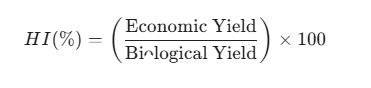 HI(%) = (Economic Yield / Biological Yield) × 100